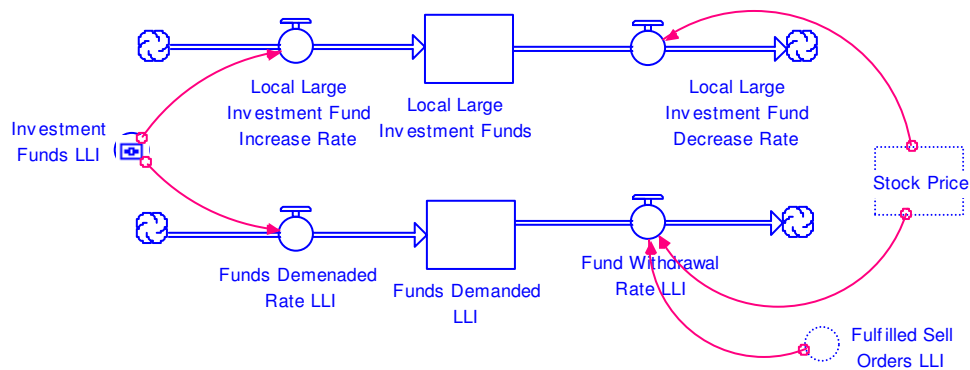 Local Large
Investment Fund
Increase Rate
Local Large
Investment Funds
Local Large
Investment Fund
Decrease Rate
Investment
Funds LLI
Stock Price
Funds Demenaded
Rate LLI
Funds Demanded
LLI
Fund Withdrawal
Rate LLI
Fulfilled Sell
Orders LLI